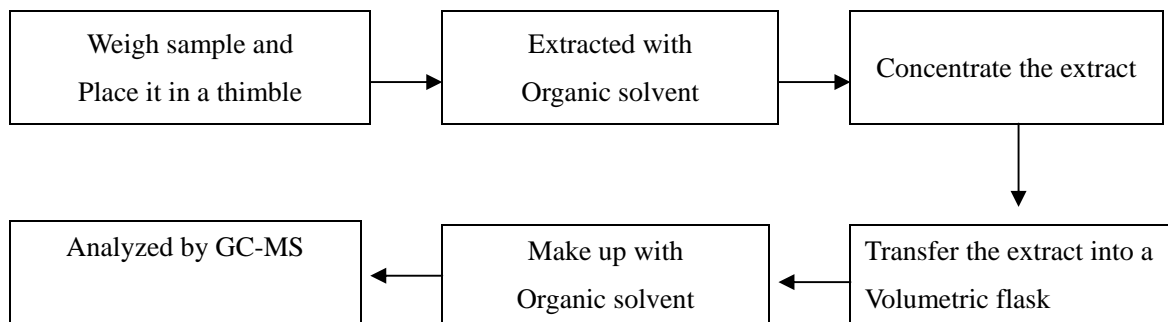 Weigh sample and
Place it in a thimble
Extracted with
Organic solvent
Concentrate the extract
Transfer the extract into a
Volumetric flask
Make up with
Organic solvent
Analyzed by GC-MS